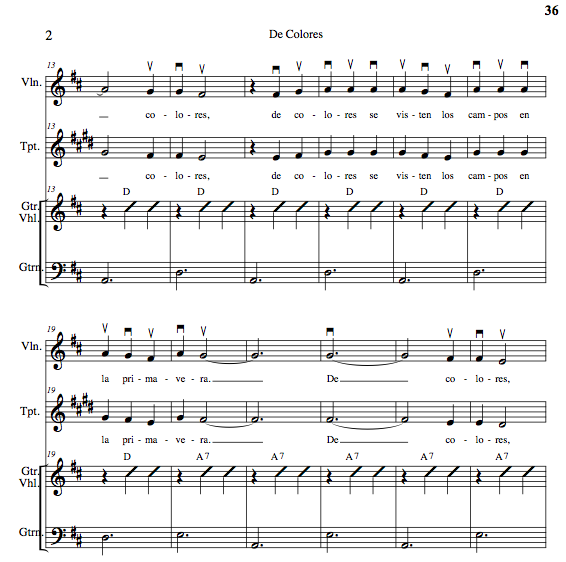 36
2
De Colores
13
Vln.
co - lo - res, de co - lo - res se vis - ten los cam - pos en
13
Tpt.
co - lo - res, de co - lo - res se vis - ten los cam - pos en
13
D D D D D D
Gtr.
Vhl.
Gtrn.
19
Vln.
la pri - ma - ve - ra. De co - lo - res,
19
Tpt.
la pri - ma - ve - ra. De co - lo - res,
19
D A7 A7 A7 A7 A7
Gtr.
Vhl.
Gtrn.